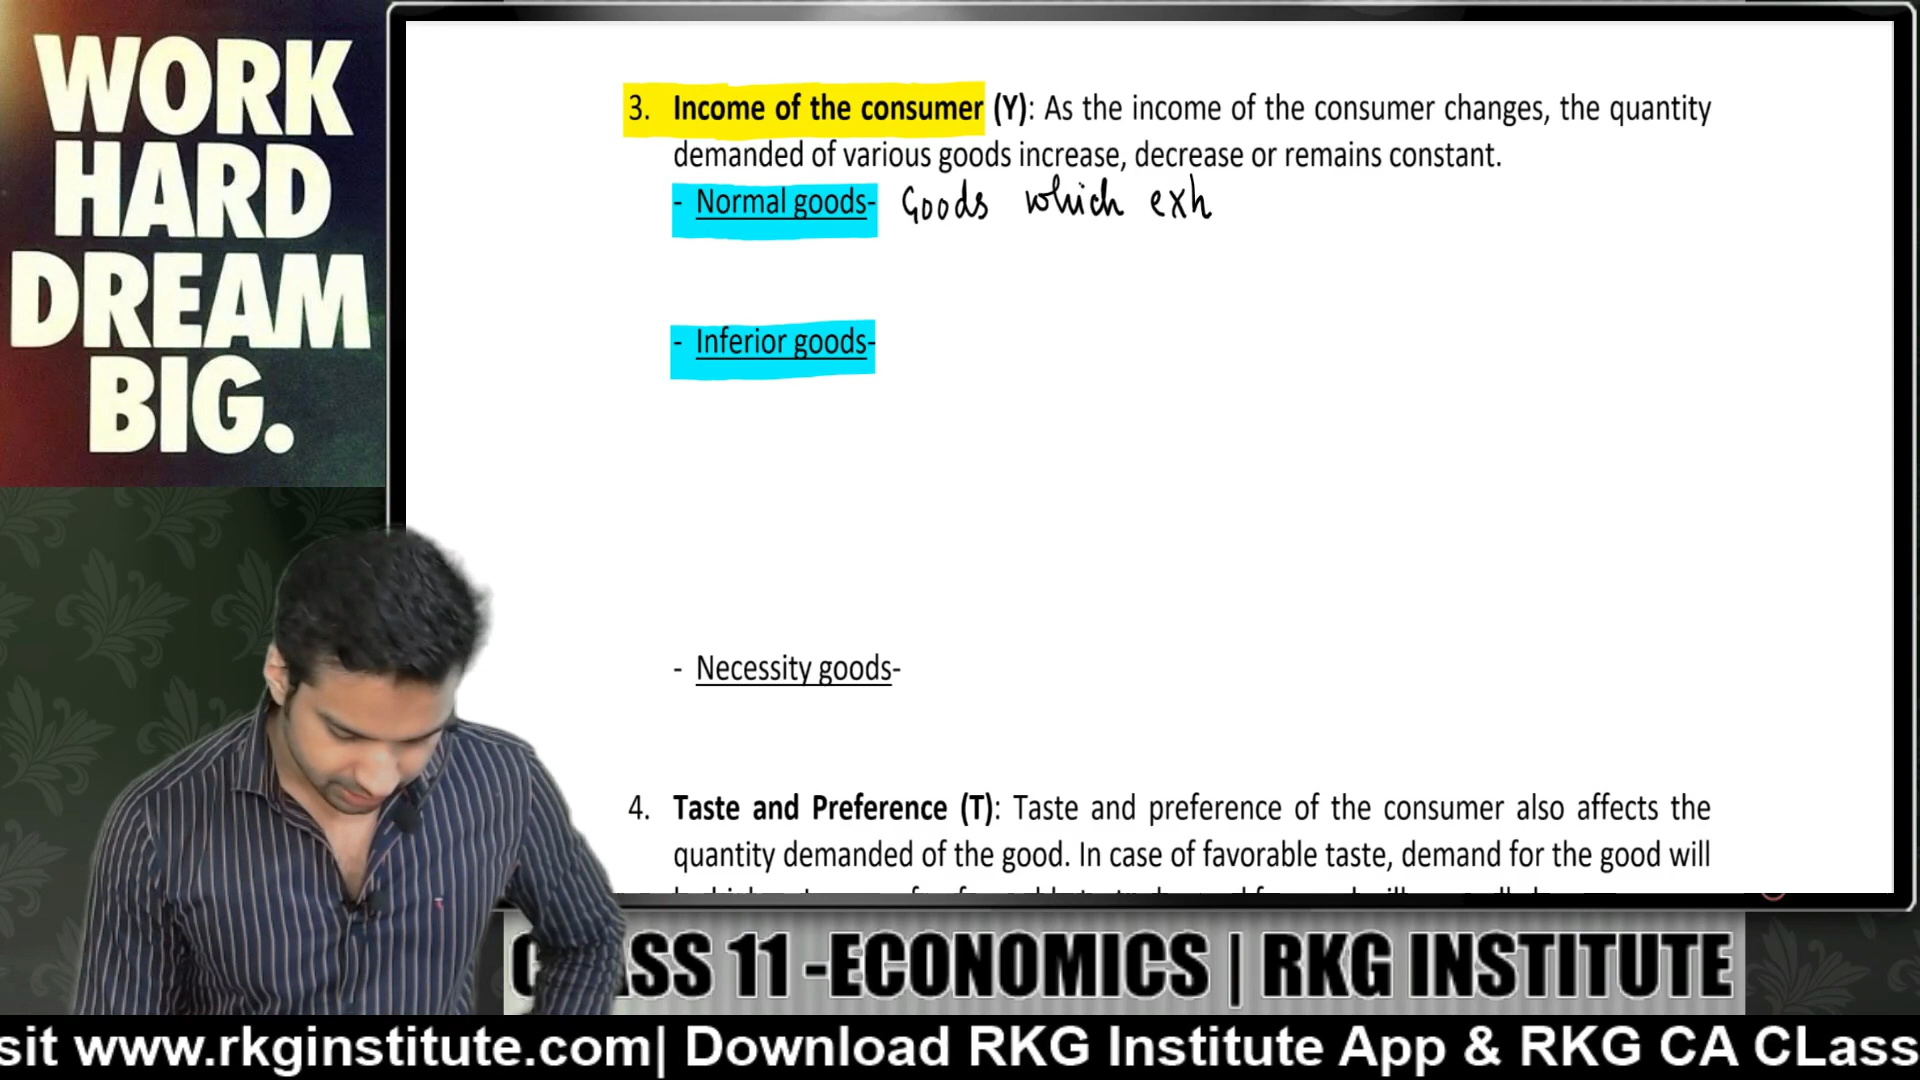 WORK
HARD
DREAM
BIG.
3. Income of the consumer (Y): As the income of the consumer changes, the quantity
demanded of various goods increase, decrease or remains constant.
- Normal goods- Goods which exh
- Inferior goods-
- Necessity goods-
4. Taste and Preference (T): Taste and preference of the consumer also affects the
quantity demanded of the good. In case of favorable taste, demand for the good will
SS 11 -ECONOMICS | RKG INSTITUTE
sit www.rkginstitute.com| Download RKG Institute App & RKG CA CLass